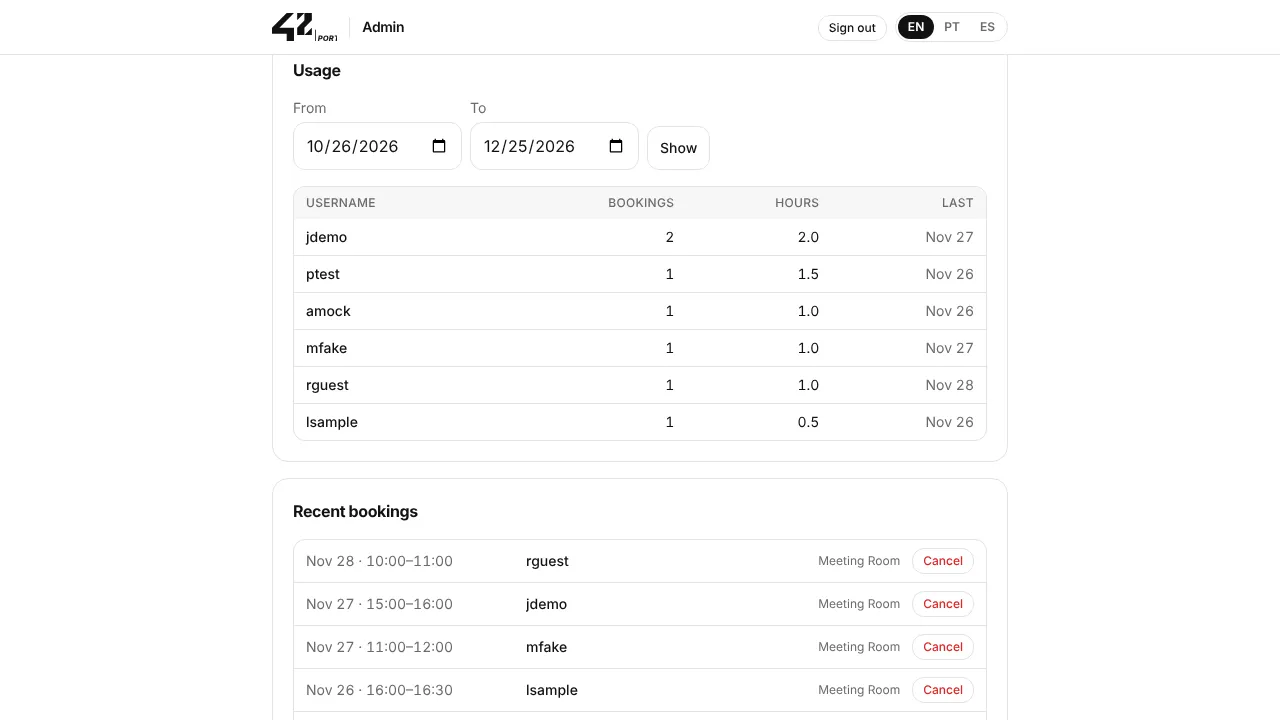 42 PORT Admin Sign out EN PT ES
Usage
From To
10/26/2026 12/25/2026 Show
USERNAME BOOKINGS HOURS LAST
jdemo 2 2.0 Nov 27
ptest 1 1.5 Nov 26
amock 1 1.0 Nov 26
mfake 1 1.0 Nov 27
rguest 1 1.0 Nov 28
lsample 1 0.5 Nov 26
Recent bookings
Nov 28 · 10:00–11:00 rguest Meeting Room Cancel
Nov 27 · 15:00–16:00 jdemo Meeting Room Cancel
Nov 27 · 11:00–12:00 mfake Meeting Room Cancel
Nov 26 · 16:00–16:30 lsample Meeting Room Cancel